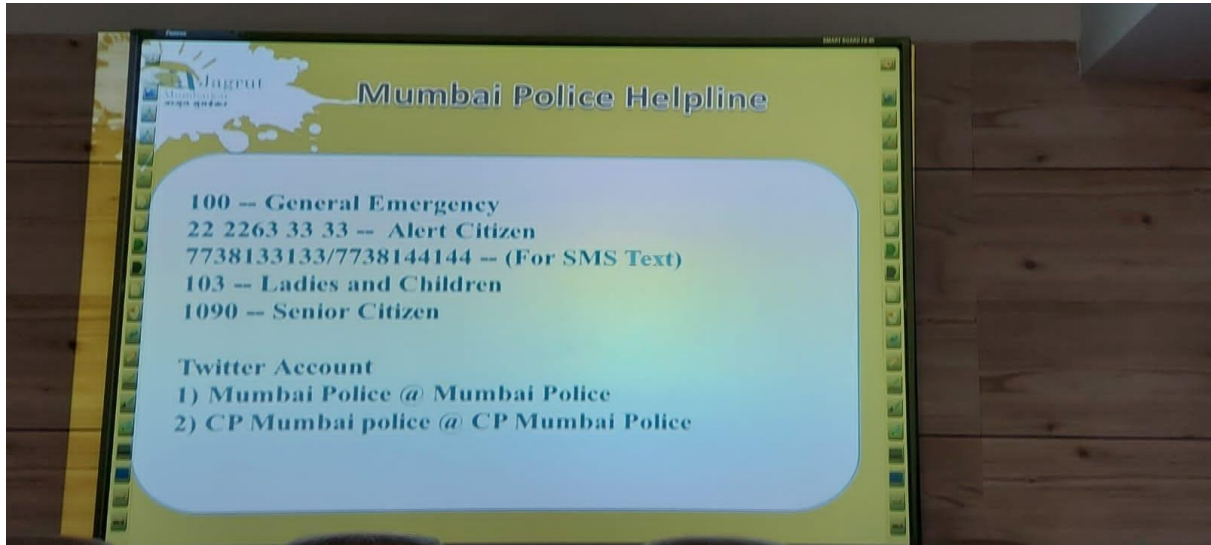 Jagrut
Mumbaikar
Mumbai Police Helpline
100 -- General Emergency
22 2263 33 33 -- Alert Citizen
7738133133/7738144144 -- (For SMS Text)
103 -- Ladies and Children
1090 -- Senior Citizen
Twitter Account
1) Mumbai Police @ Mumbai Police
2) CP Mumbai police @ CP Mumbai Police